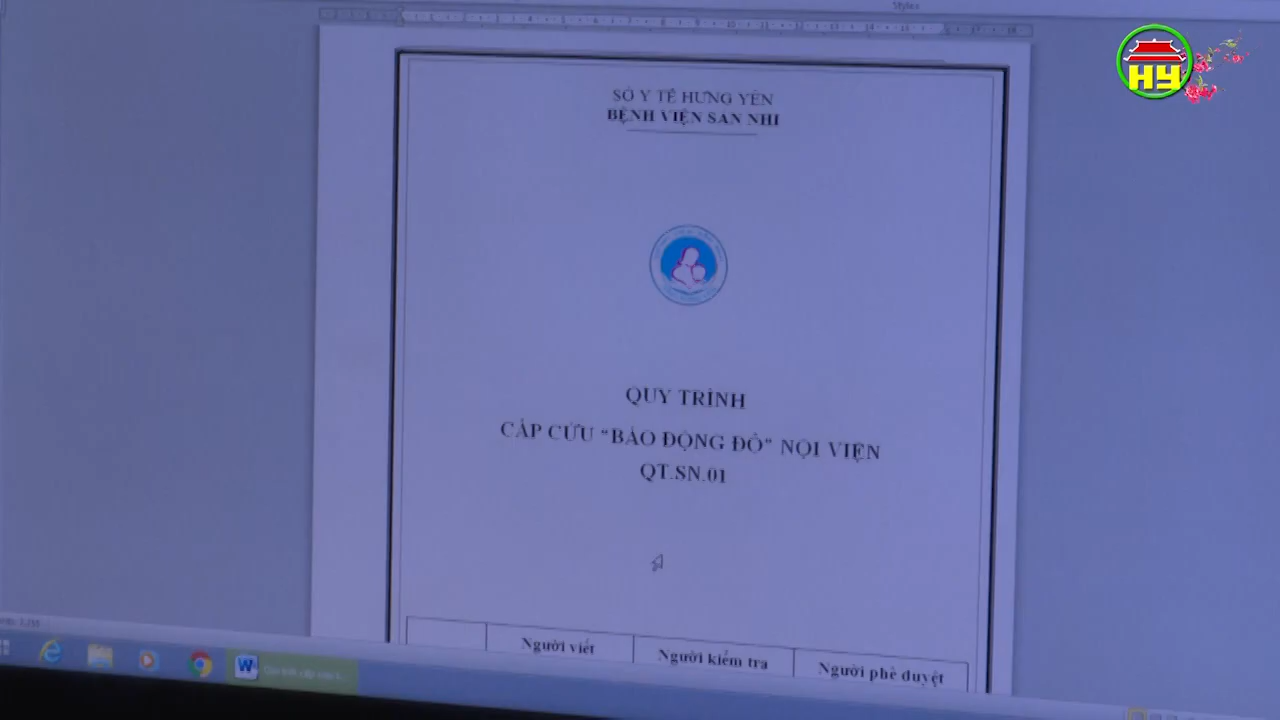 Styles
HY
SỞ Y TẾ HƯNG YÊN
BỆNH VIỆN SẢN NHI
QUY TRÌNH
CẤP CỨU “BÁO ĐỘNG ĐỎ” NỘI VIỆN
QT.SN.01
Người viết
Người kiểm tra
Người phê duyệt